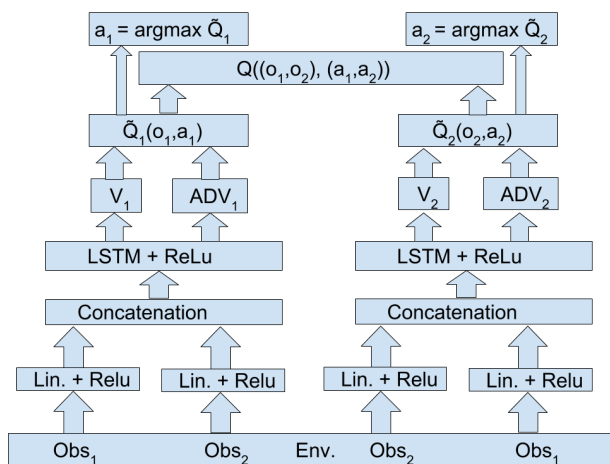 a₁ = argmax Q̃₁ a₂ = argmax Q̃₂
Q((o₁,o₂), (a₁,a₂))
Q̃₁(o₁,a₁) Q̃₂(o₂,a₂)
V₁ ADV₁ V₂ ADV₂
LSTM + ReLu LSTM + ReLu
Concatenation Concatenation
Lin. + Relu Lin. + Relu Lin. + Relu Lin. + Relu
Obs₁ Obs₂ Env. Obs₂ Obs₁